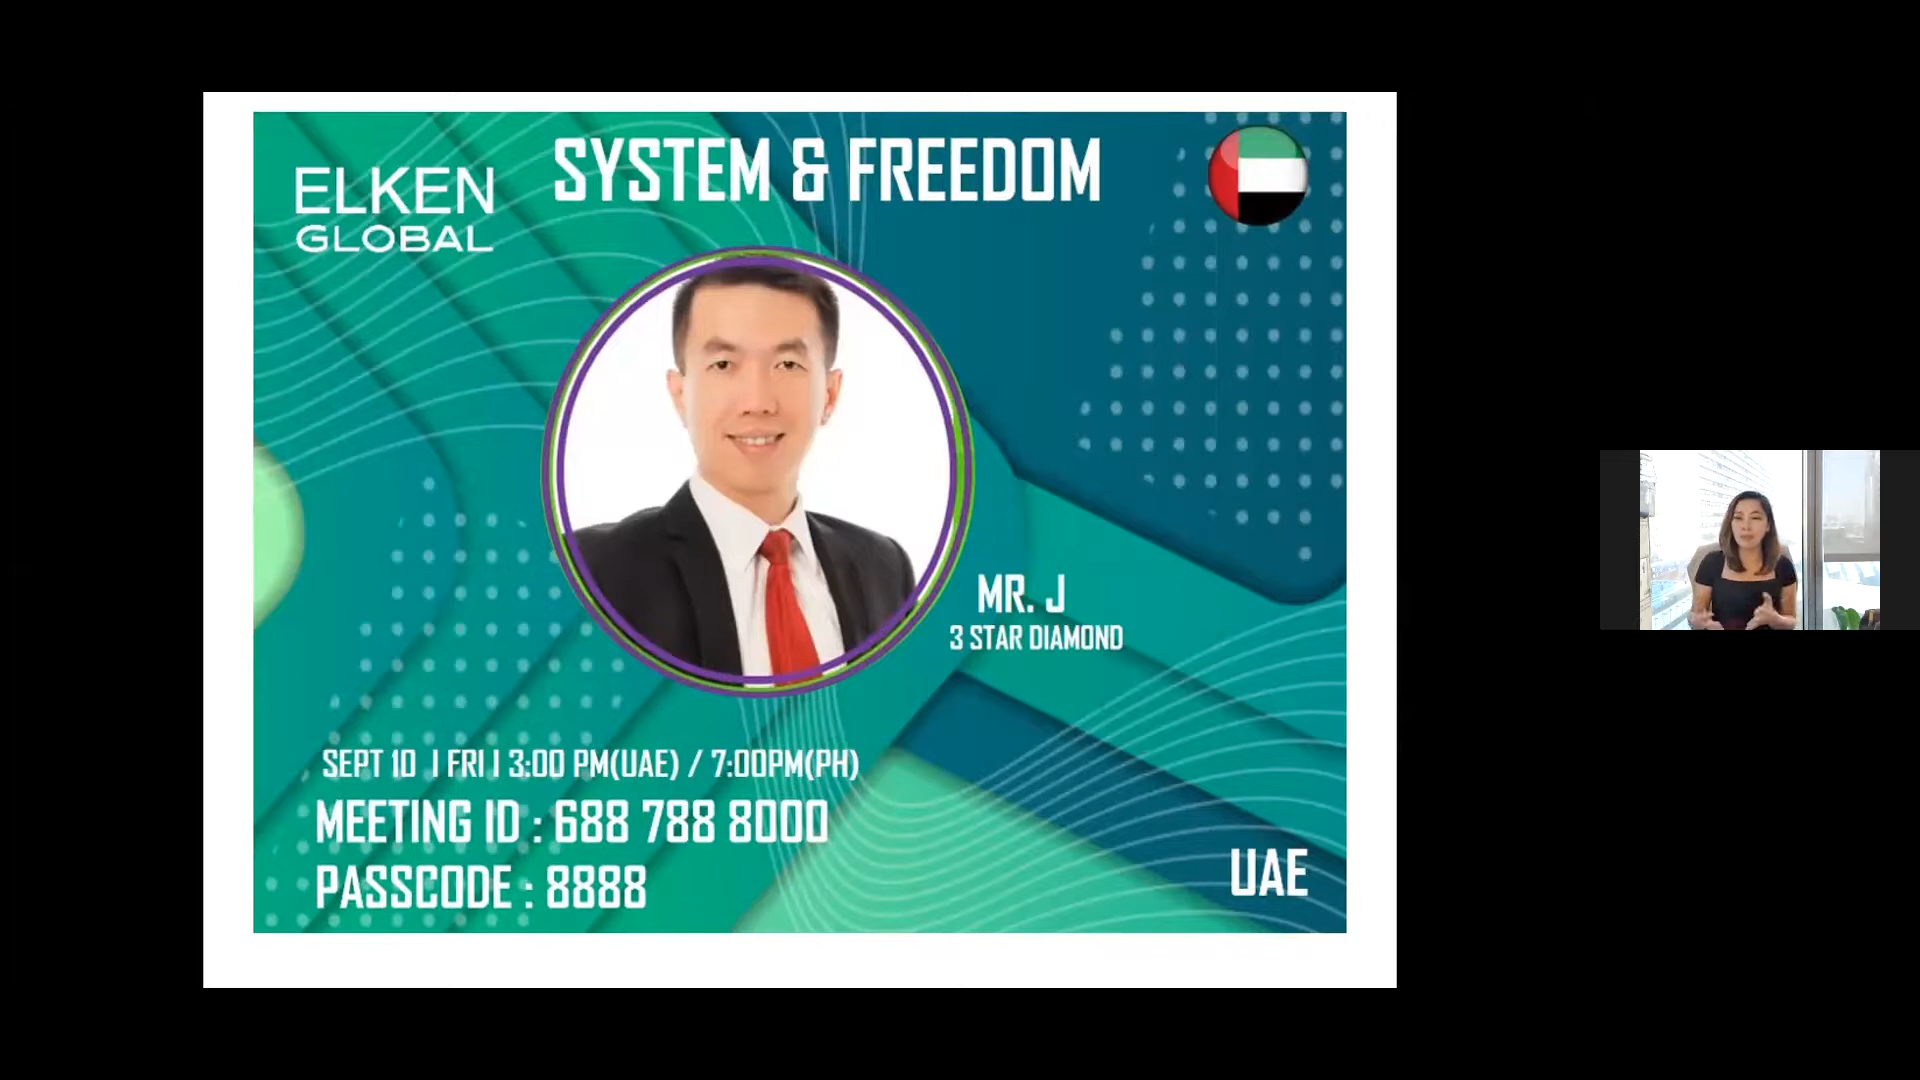 SYSTEM & FREEDOM
ELKEN
GLOBAL
MR. J
3 STAR DIAMOND
SEPT 10 | FRI | 3:00 PM(UAE) / 7:00PM(PH)
MEETING ID : 688 788 8000
PASSCODE : 8888
UAE